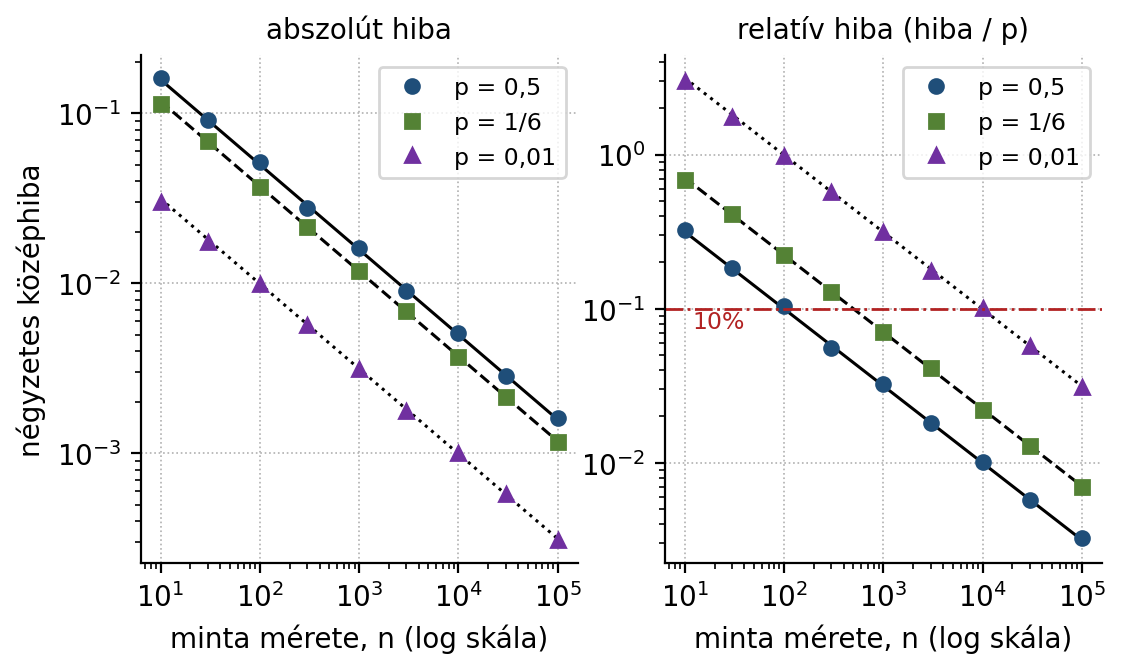 abszolút hiba
négyzetes középhiba
10⁻¹
10⁻²
10⁻³
p = 0,5
p = 1/6
p = 0,01
10¹ 10² 10³ 10⁴ 10⁵
minta mérete, n (log skála)
relatív hiba (hiba / p)
10⁰
10⁻¹
10⁻²
p = 0,5
p = 1/6
p = 0,01
10%
10¹ 10² 10³ 10⁴ 10⁵
minta mérete, n (log skála)